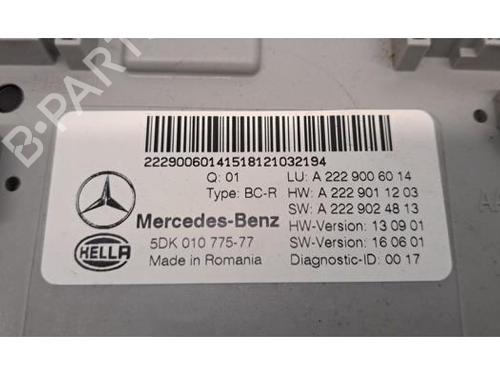 B-PARTS
22290060141518121032194
Q: 01
Type: BC-R
LU: A 222 900 60 14
HW: A 222 901 12 03
SW: A 222 902 48 13
HW-Version: 13 09 01
SW-Version: 16 06 01
Diagnostic-ID: 00 17
Mercedes-Benz
5DK 010 775-77
Made in Romania
HELLA